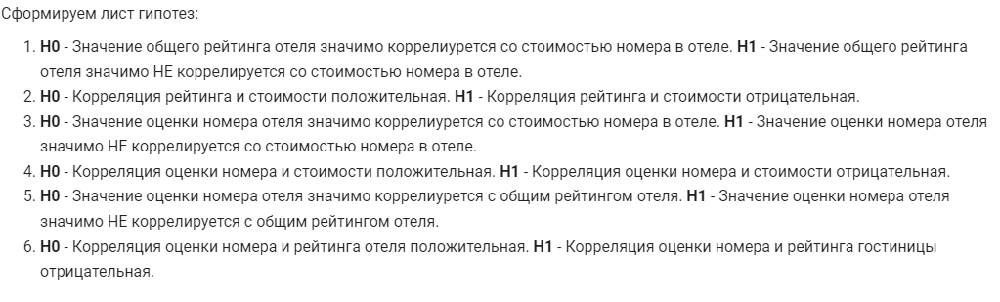 Сформируем лист гипотез:
1. H0 - Значение общего рейтинга отеля значимо коррелиурется со стоимостью номера в отеле. H1 - Значение общего рейтинга
отеля значимо НЕ коррелируется со стоимостью номера в отеле.
2. H0 - Корреляция рейтинга и стоимости положительная. H1 - Корреляция рейтинга и стоимости отрицательная.
3. H0 - Значение оценки номера отеля значимо коррелиурется со стоимостью номера в отеле. H1 - Значение оценки номера отеля
значимо НЕ коррелируется со стоимостью номера в отеле.
4. H0 - Корреляция оценки номера и стоимости положительная. H1 - Корреляция оценки номера и стоимости отрицательная.
5. H0 - Значение оценки номера отеля значимо коррелиурется с общим рейтингом отеля. H1 - Значение оценки номера отеля
значимо НЕ коррелируется с общим рейтингом отеля.
6. H0 - Корреляция оценки номера и рейтинга отеля положительная. H1 - Корреляция оценки номера и рейтинга гостиницы
отрицательная.